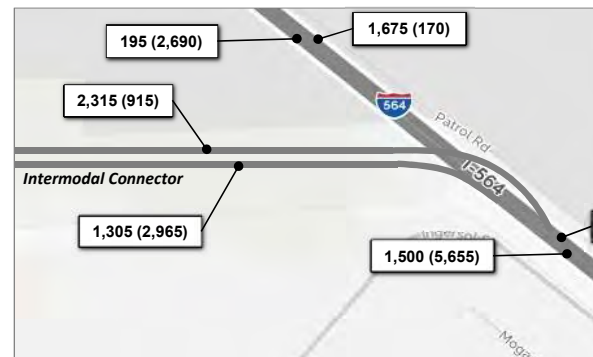 195 (2,690)
1,675 (170)
564
2,315 (915)
Patrol Rd
I-564
Intermodal Connector
1,305 (2,965)
1,500 (5,655)